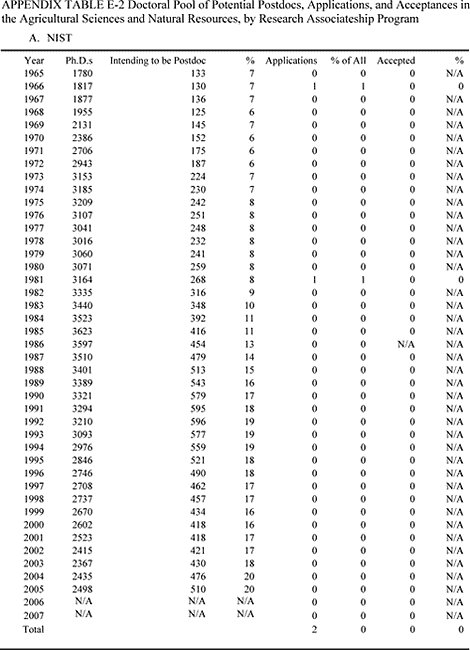 APPENDIX TABLE E-2 Doctoral Pool of Potential Postdocs, Applications, and Acceptances in
the Agricultural Sciences and Natural Resources, by Research Associateship Program
A. NIST
Year Ph.D.s Intending to be Postdoc % Applications % of All Accepted %
1965 1780 133 7 0 0 0 N/A
1966 1817 130 7 1 1 0 0
1967 1877 136 7 0 0 0 N/A
1968 1955 125 6 0 0 0 N/A
1969 2131 145 7 0 0 0 N/A
1970 2386 152 6 0 0 0 N/A
1971 2706 175 6 0 0 0 N/A
1972 2943 187 6 0 0 0 N/A
1973 3153 224 7 0 0 0 N/A
1974 3185 230 7 0 0 0 N/A
1975 3209 242 8 0 0 0 N/A
1976 3107 251 8 0 0 0 N/A
1977 3041 248 8 0 0 0 N/A
1978 3016 232 8 0 0 0 N/A
1979 3060 241 8 0 0 0 N/A
1980 3071 259 8 0 0 0 N/A
1981 3164 268 8 1 1 0 0
1982 3335 316 9 0 0 0 N/A
1983 3440 348 10 0 0 0 N/A
1984 3523 392 11 0 0 0 N/A
1985 3623 416 11 0 0 0 N/A
1986 3597 454 13 0 0 N/A N/A
1987 3510 479 14 0 0 0 N/A
1988 3401 513 15 0 0 0 N/A
1989 3389 543 16 0 0 0 N/A
1990 3321 579 17 0 0 0 N/A
1991 3294 595 18 0 0 0 N/A
1992 3210 596 19 0 0 0 N/A
1993 3093 577 19 0 0 0 N/A
1994 2976 559 19 0 0 0 N/A
1995 2846 521 18 0 0 0 N/A
1996 2746 490 18 0 0 0 N/A
1997 2708 462 17 0 0 0 N/A
1998 2737 457 17 0 0 0 N/A
1999 2670 434 16 0 0 0 N/A
2000 2602 418 16 0 0 0 N/A
2001 2523 418 17 0 0 0 N/A
2002 2415 421 17 0 0 0 N/A
2003 2367 430 18 0 0 0 N/A
2004 2435 476 20 0 0 0 N/A
2005 2498 510 20 0 0 0 N/A
2006 N/A N/A N/A 0 0 0 N/A
2007 N/A N/A N/A 0 0 0 N/A
Total 2 0 0 0